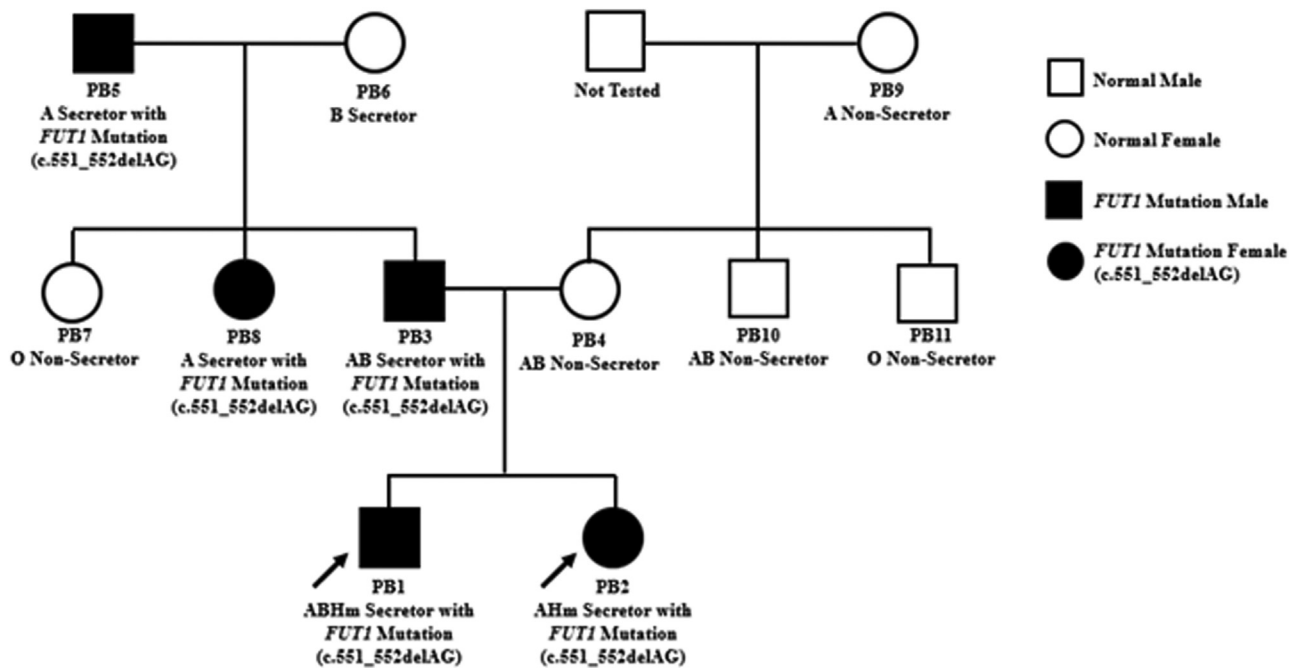 PB5
A Secretor with
FUT1 Mutation
(c.551_552delAG)
PB6
B Secretor
Not Tested
PB9
A Non-Secretor
Normal Male
Normal Female
FUT1 Mutation Male
FUT1 Mutation Female
(c.551_552delAG)
PB7
O Non-Secretor
PB8
A Secretor with
FUT1 Mutation
(c.551_552delAG)
PB3
AB Secretor with
FUT1 Mutation
(c.551_552delAG)
PB4
AB Non-Secretor
PB10
AB Non-Secretor
PB11
O Non-Secretor
PB1
ABHm Secretor with
FUT1 Mutation
(c.551_552delAG)
PB2
AHm Secretor with
FUT1 Mutation
(c.551_552delAG)